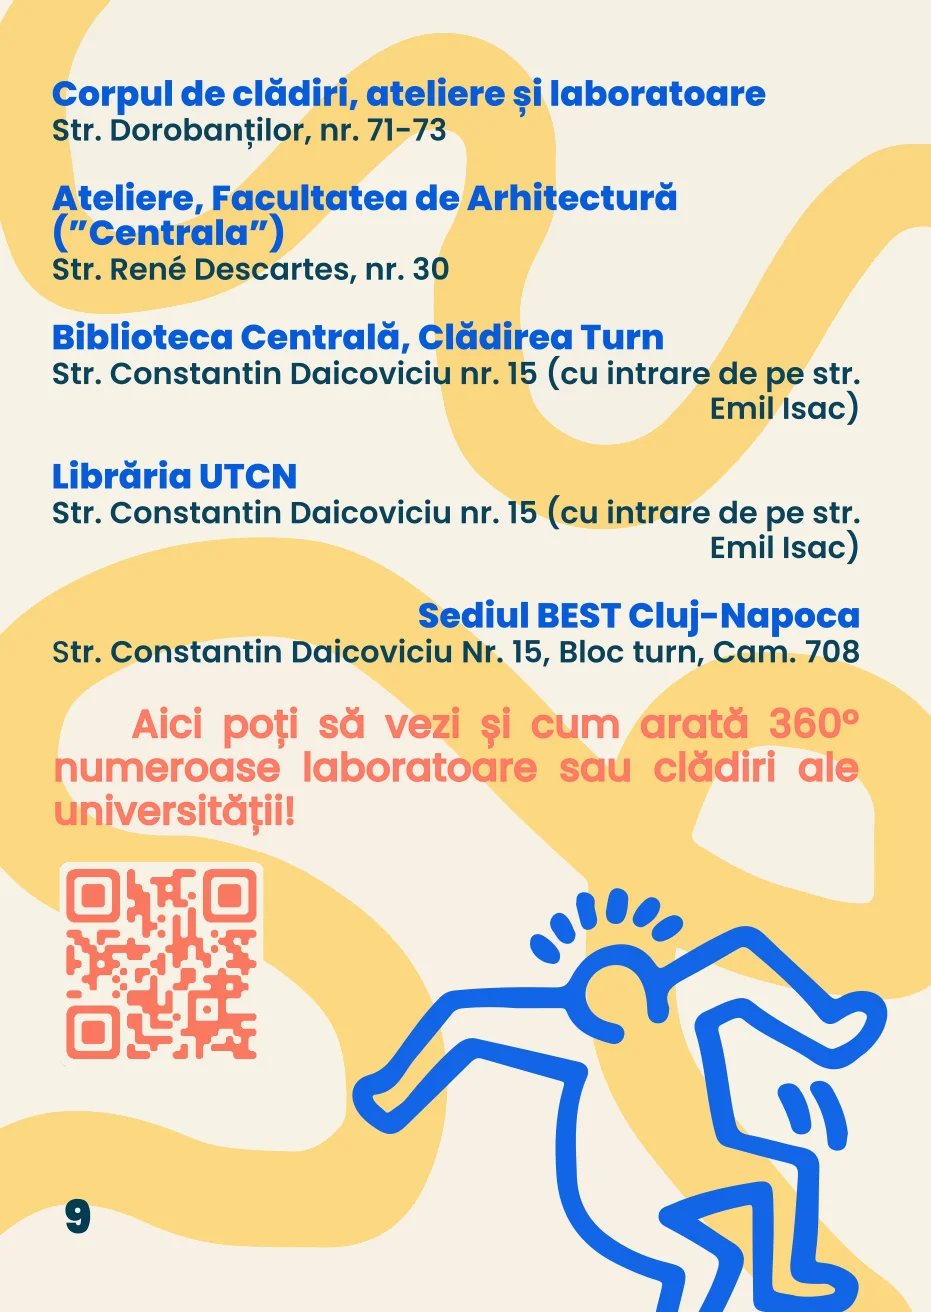 Corpul de clădiri, ateliere și laboratoare
Str. Dorobanților, nr. 71-73
Ateliere, Facultatea de Arhitectură
(”Centrala”)
Str. René Descartes, nr. 30
Biblioteca Centrală, Clădirea Turn
Str. Constantin Daicoviciu nr. 15 (cu intrare de pe str.
Emil Isac)
Librăria UTCN
Str. Constantin Daicoviciu nr. 15 (cu intrare de pe str.
Emil Isac)
Sediul BEST Cluj-Napoca
Str. Constantin Daicoviciu Nr. 15, Bloc turn, Cam. 708
Aici poți să vezi și cum arată 360°
numeroase laboratoare sau clădiri ale
universității!
9